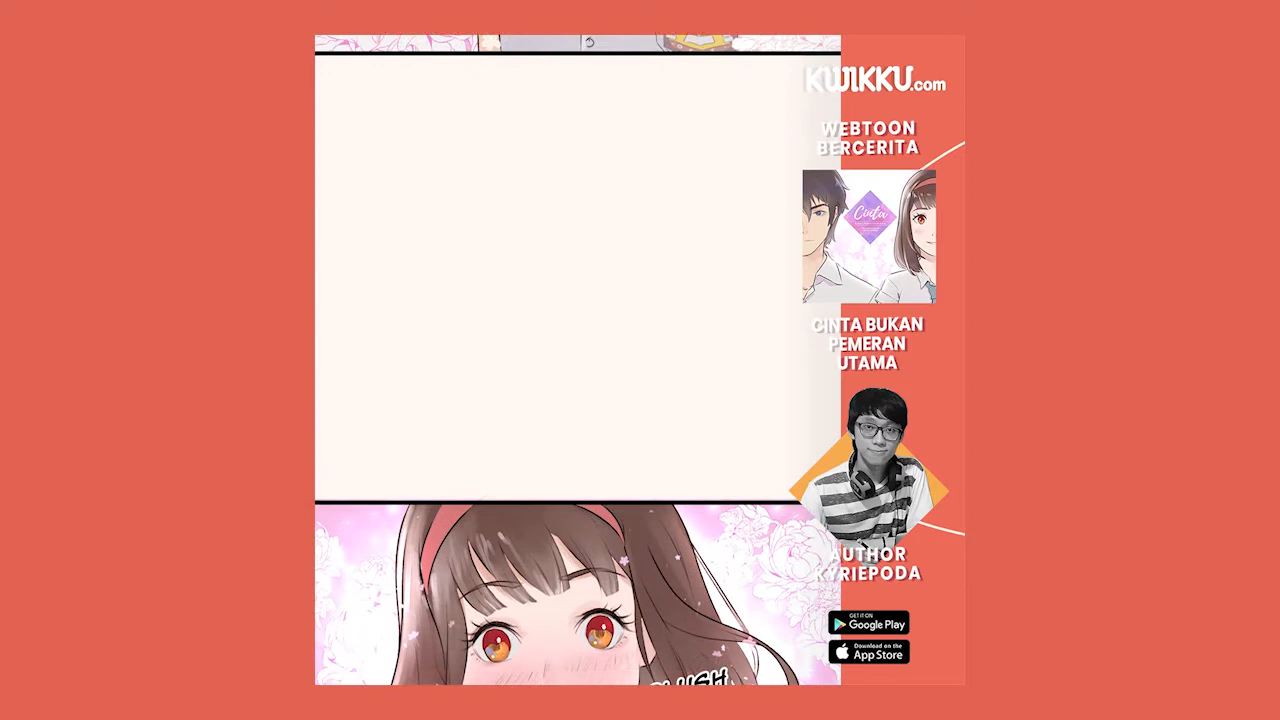 KWIKKU.com
WEBTOON
BERCERITA
Cinta
CINTA BUKAN
PEMERAN
UTAMA
AUTHOR
KYRIEPODA
GET IT ON
Google Play
Download on the
App Store